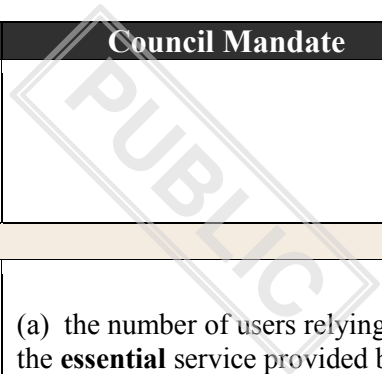 Council Mandate
PUBLIC
(a) the number of users relying
the essential service provided b